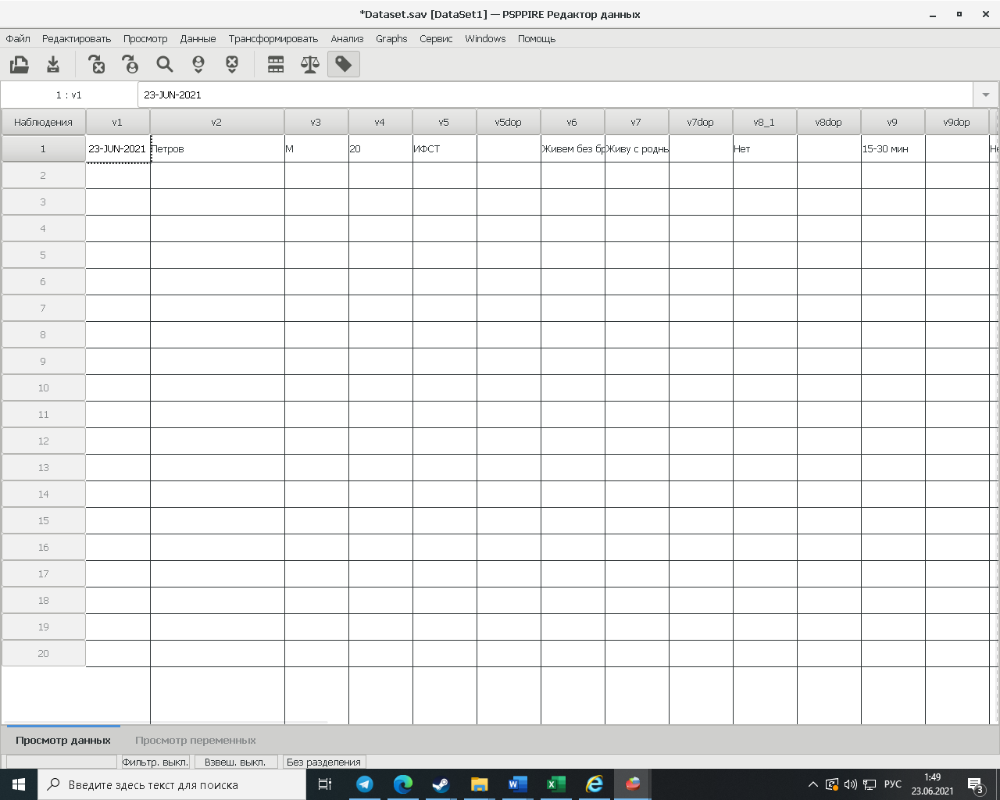 *Dataset.sav [DataSet1] — PSPPIRE Редактор данных
Файл Редактировать Просмотр Данные Трансформировать Анализ Graphs Сервис Windows Помощь
1 : v1 23-JUN-2021
Наблюдения v1 v2 v3 v4 v5 v5dop v6 v7 v7dop v8_1 v8dop v9 v9dop
1 23-JUN-2021 Петров М 20 ИФСТ Живем без бр Живу с родны Нет 15-30 мин Не
2
3
4
5
6
7
8
9
10
11
12
13
14
15
16
17
18
19
20
Просмотр данных Просмотр переменных
Фильтр. выкл. Взвеш. выкл. Без разделения
Введите здесь текст для поиска
РУС
1:49
23.06.2021
3